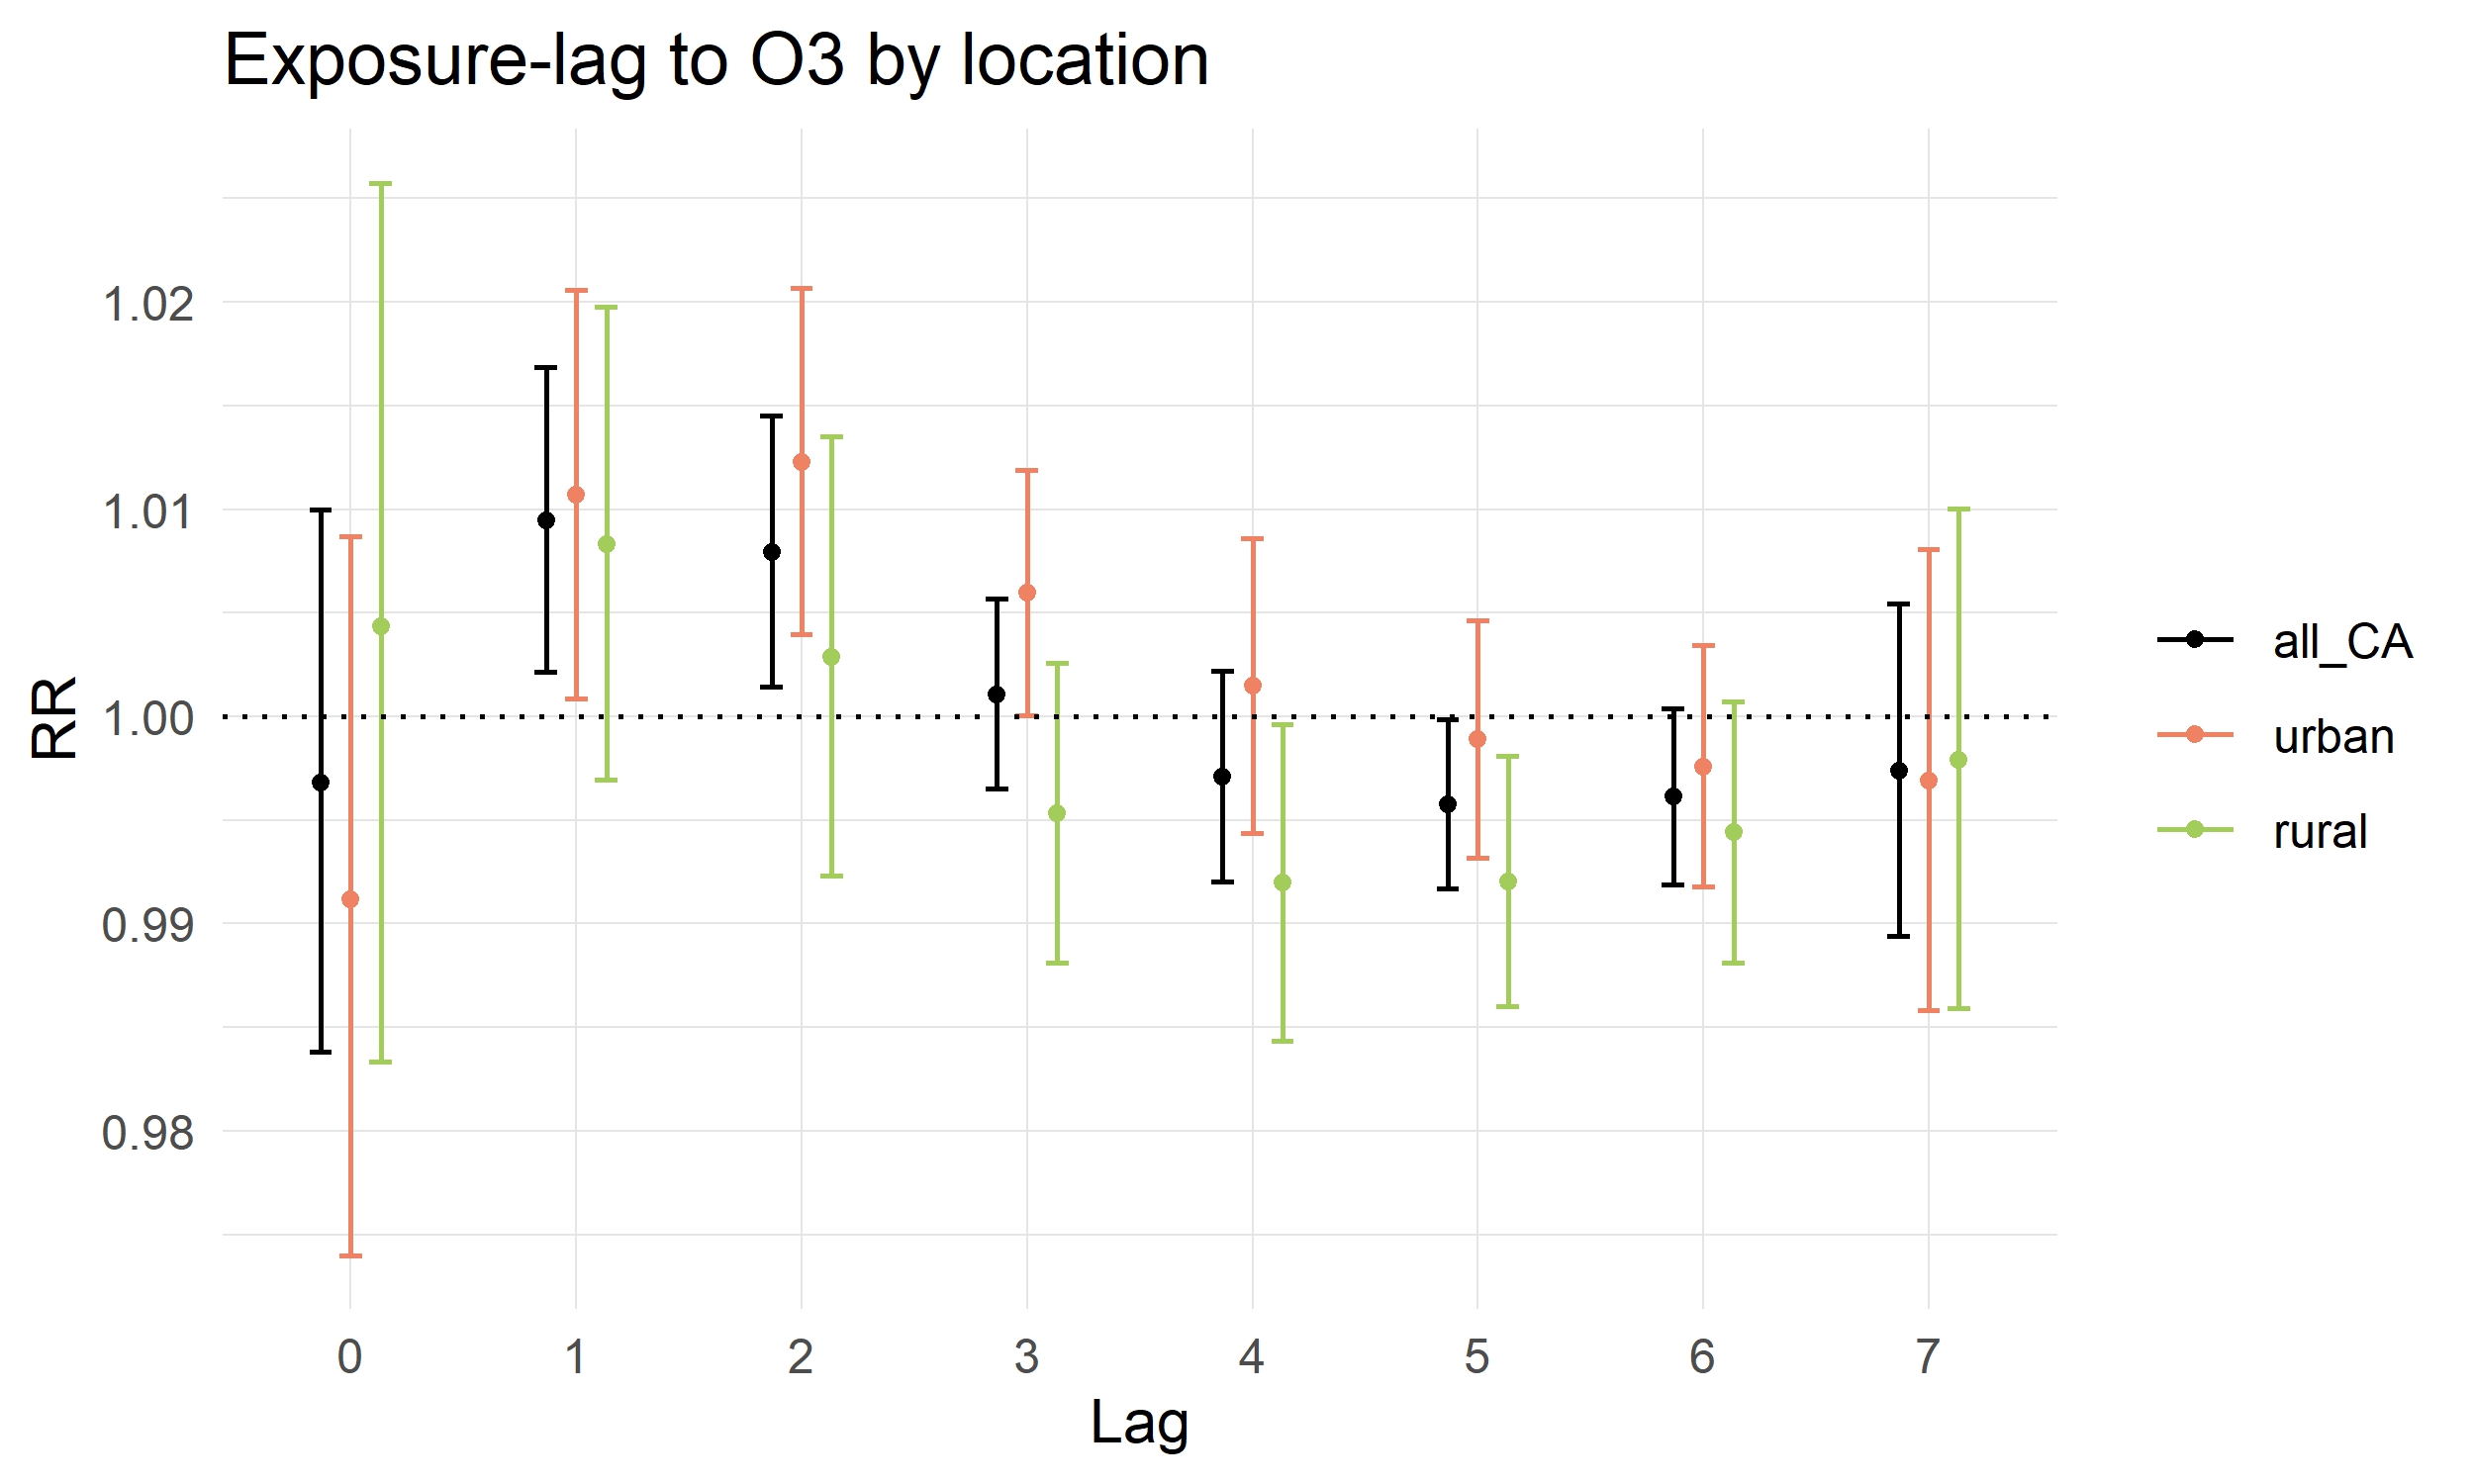 Exposure-lag to O3 by location
RR
1.02
1.01
1.00
0.99
0.98
0 1 2 3 4 5 6 7
Lag
all_CA
urban
rural